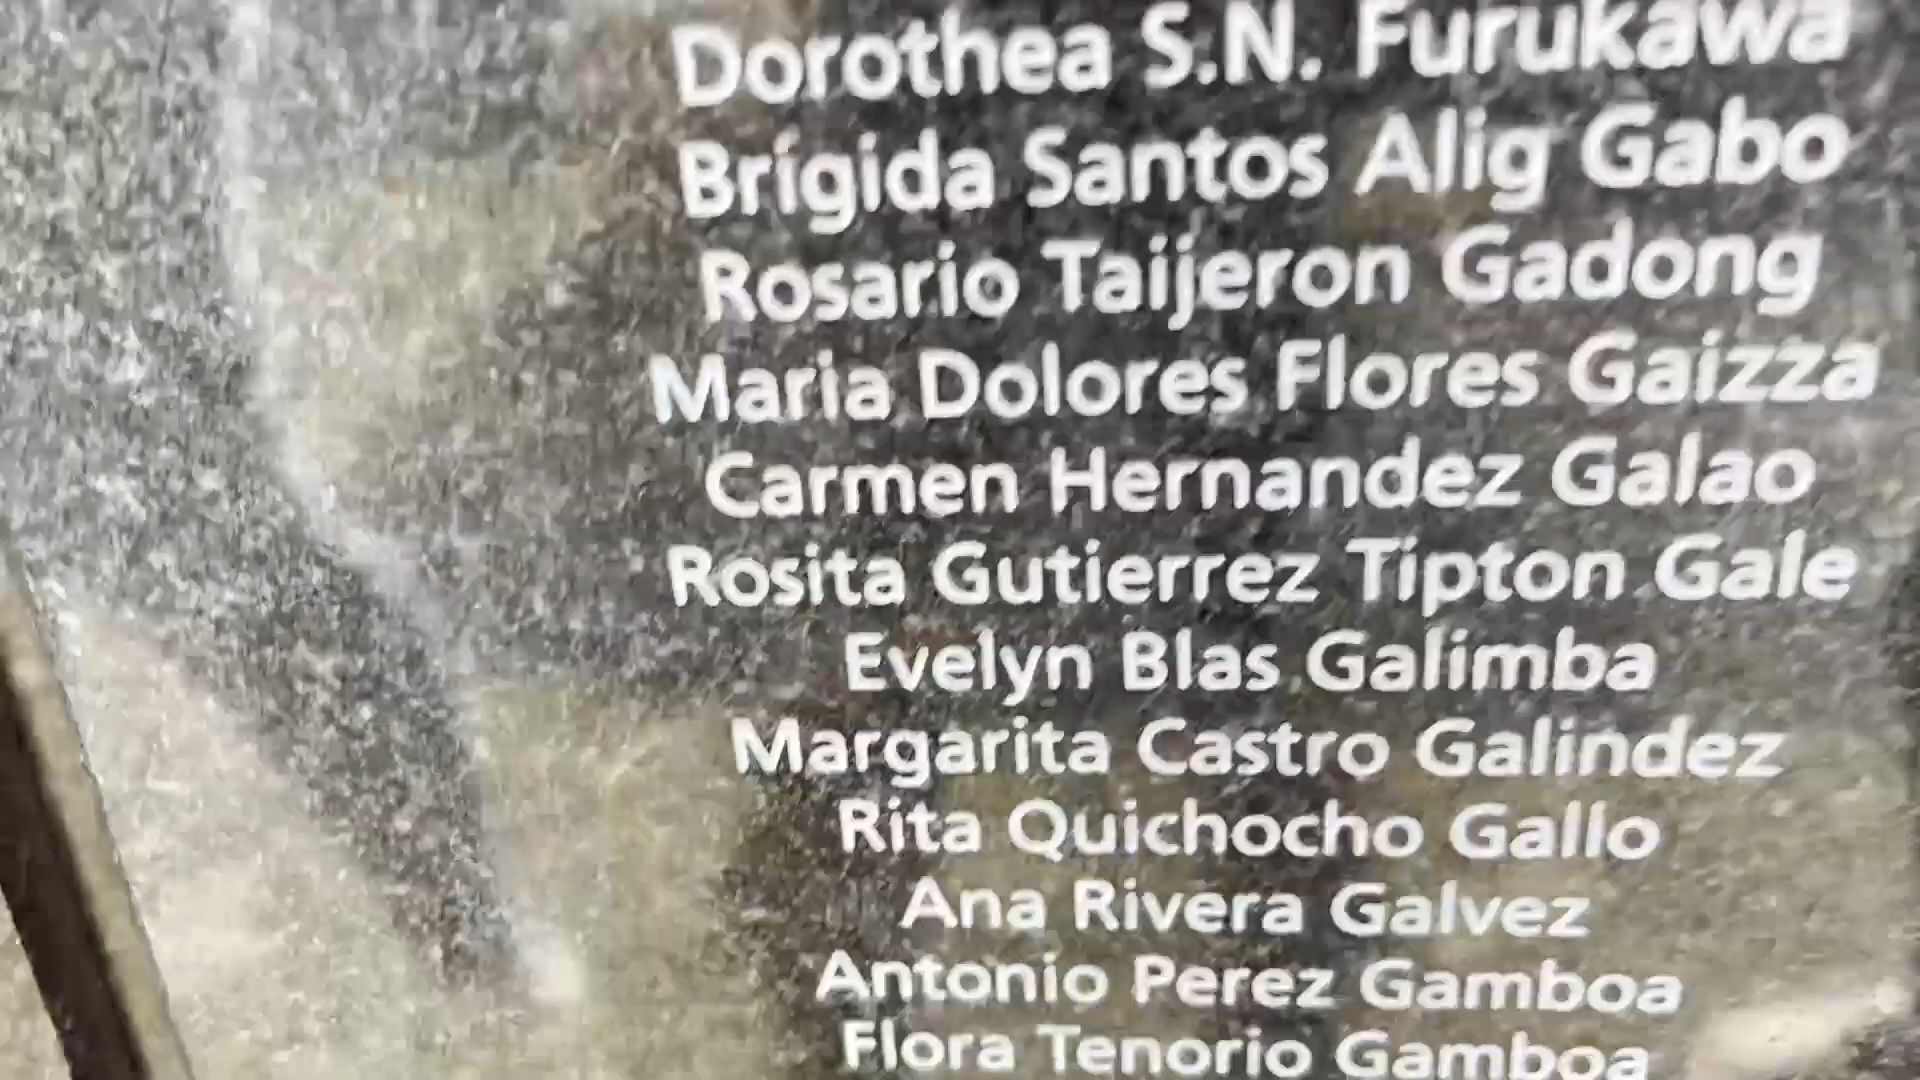 Dorothea S.N. Furukawa
Brigida Santos Alig Gabo
Rosario Taijeron Gadong
Maria Dolores Flores Gaizza
Carmen Hernandez Galao
Rosita Gutierrez Tipton Gale
Evelyn Blas Galimba
Margarita Castro Galindez
Rita Quichocho Gallo
Ana Rivera Galvez
Antonio Perez Gamboa
Flora Tenorio Gamboa